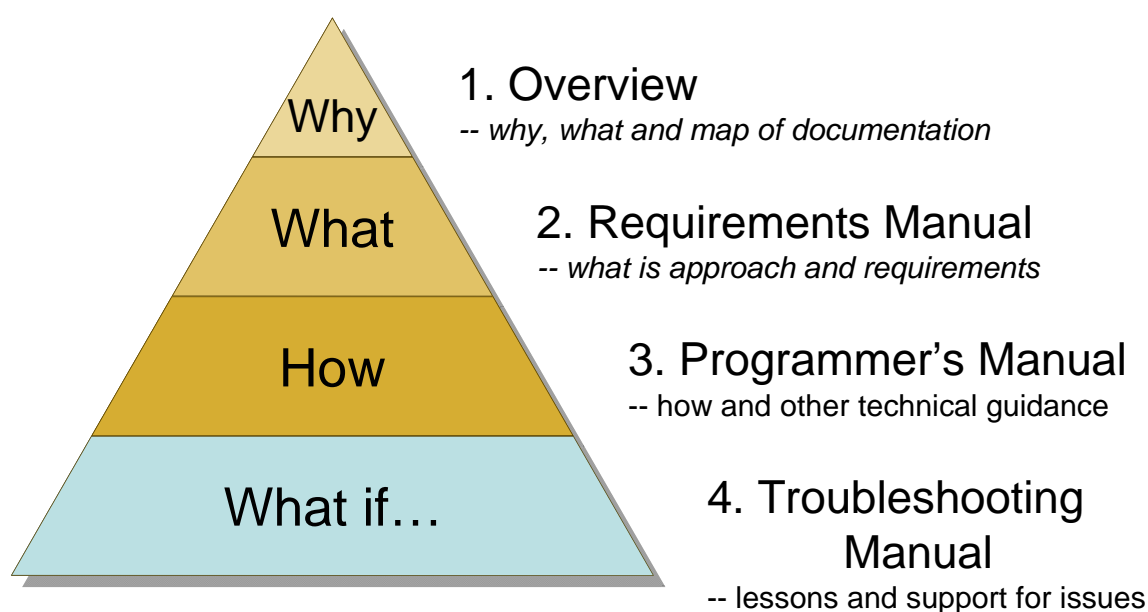 Why
1. Overview
-- why, what and map of documentation
What
2. Requirements Manual
-- what is approach and requirements
How
3. Programmer’s Manual
-- how and other technical guidance
What if…
4. Troubleshooting
Manual
-- lessons and support for issues